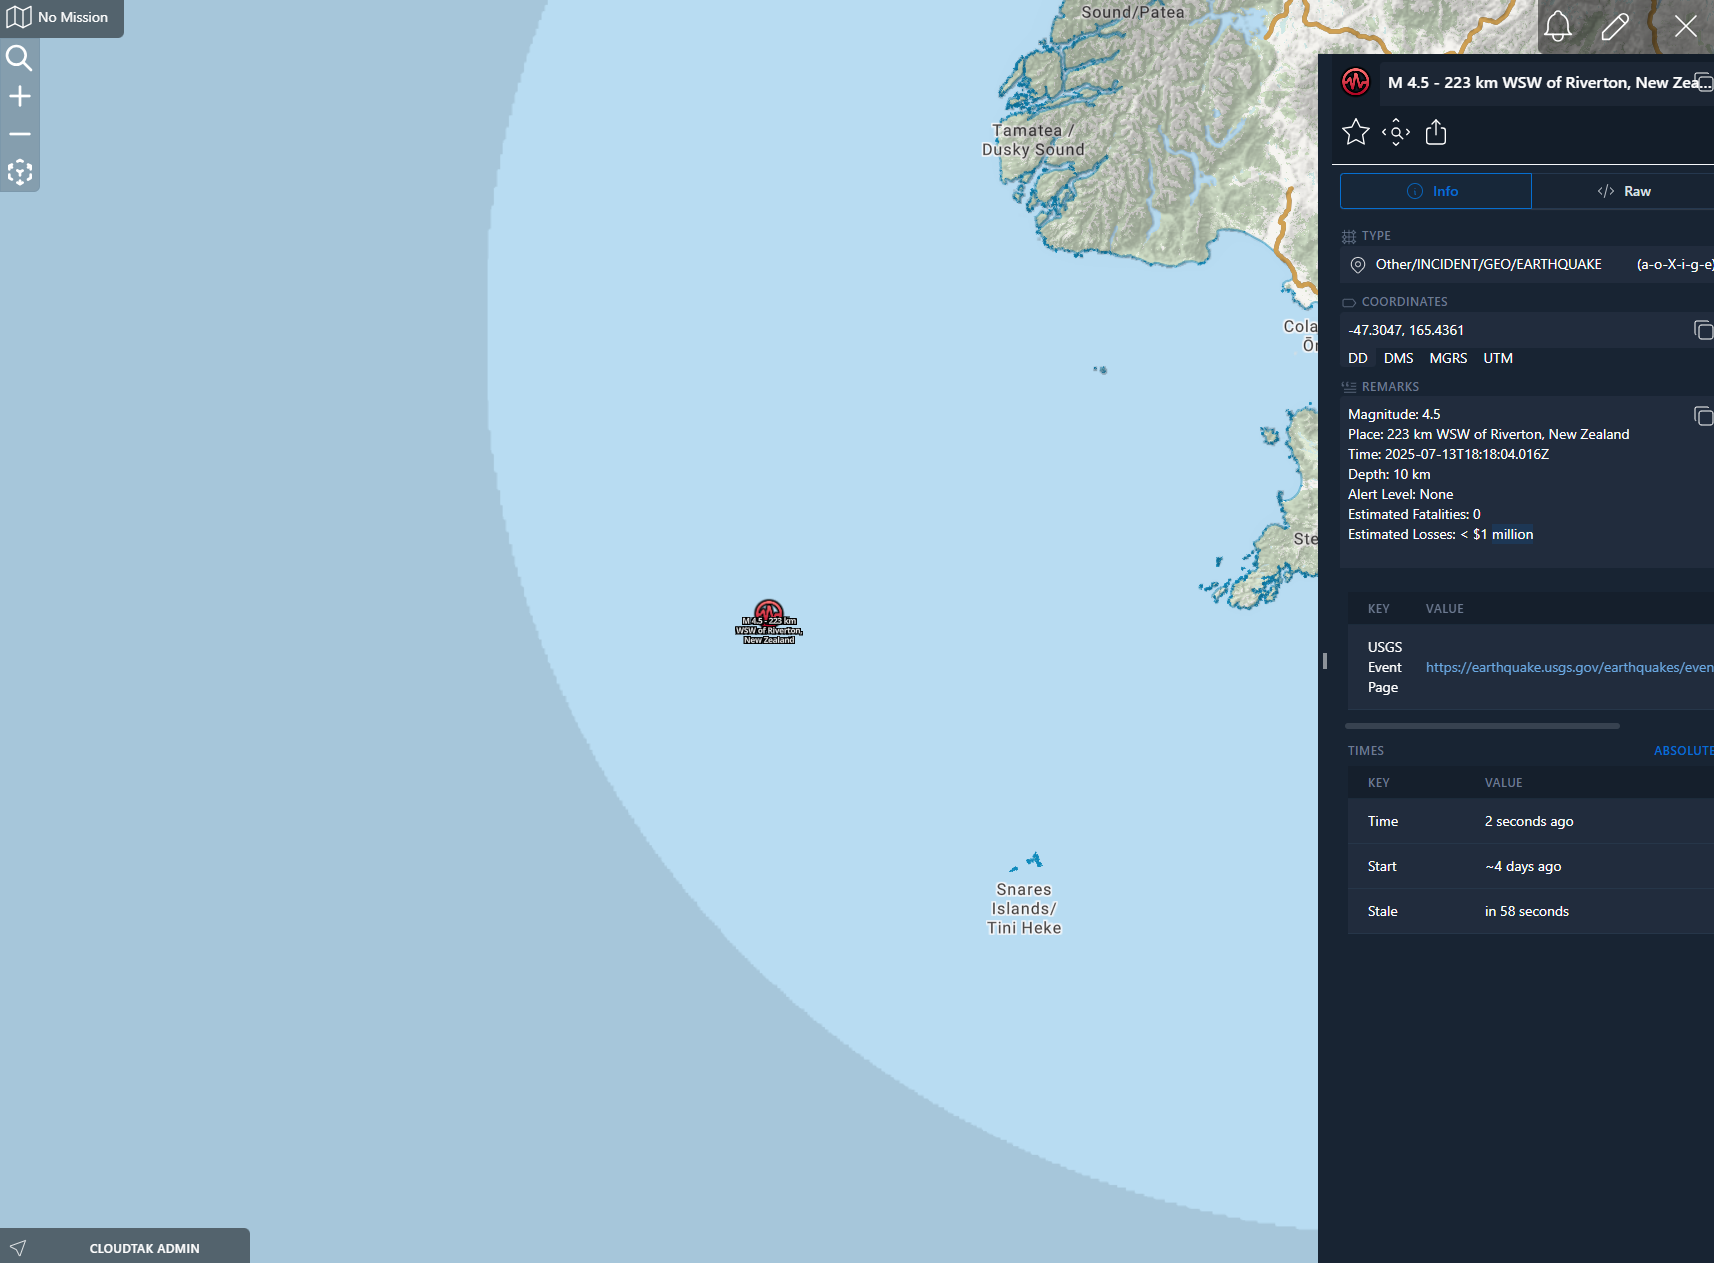 No Mission
Sound/Patea
Tamatea /
Dusky Sound
Cola
Ōr
Ste
M 4.5 - 223 km
WSW of Riverton,
New Zealand
Snares
Islands/
Tini Heke
CLOUDTAK ADMIN
M 4.5 - 223 km WSW of Riverton, New Zea...
Info
</> Raw
TYPE
Other/INCIDENT/GEO/EARTHQUAKE (a-o-X-i-g-e)
COORDINATES
-47.3047, 165.4361
DD DMS MGRS UTM
REMARKS
Magnitude: 4.5
Place: 223 km WSW of Riverton, New Zealand
Time: 2025-07-13T18:18:04.016Z
Depth: 10 km
Alert Level: None
Estimated Fatalities: 0
Estimated Losses: < $1 million
KEY VALUE
USGS
Event
Page
https://earthquake.usgs.gov/earthquakes/even
TIMES ABSOLUTE
KEY VALUE
Time 2 seconds ago
Start ~4 days ago
Stale in 58 seconds